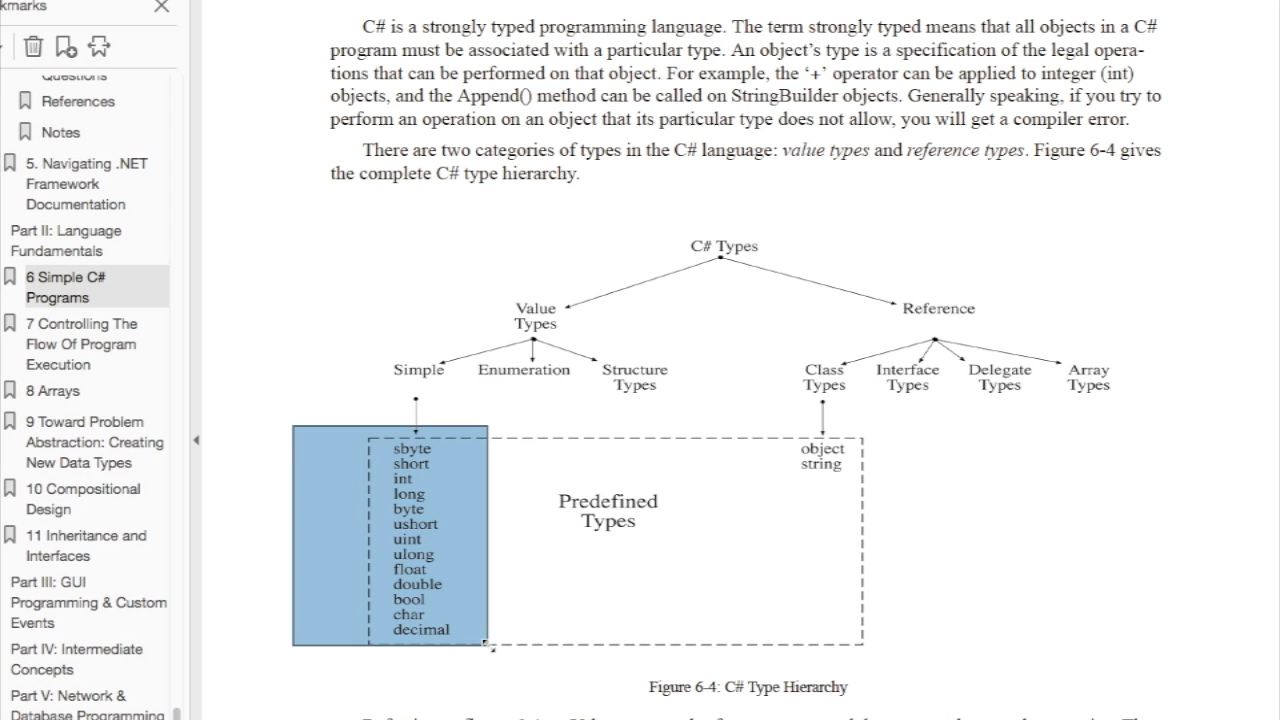 kmarks
Questions
References
Notes
5. Navigating .NET
Framework
Documentation
Part II: Language
Fundamentals
6 Simple C#
Programs
7 Controlling The
Flow Of Program
Execution
8 Arrays
9 Toward Problem
Abstraction: Creating
New Data Types
10 Compositional
Design
11 Inheritance and
Interfaces
Part III: GUI
Programming & Custom
Events
Part IV: Intermediate
Concepts
Part V: Network &
Database Programming
C# is a strongly typed programming language. The term strongly typed means that all objects in a C#
program must be associated with a particular type. An object’s type is a specification of the legal opera-
tions that can be performed on that object. For example, the ‘+’ operator can be applied to integer (int)
objects, and the Append() method can be called on StringBuilder objects. Generally speaking, if you try to
perform an operation on an object that its particular type does not allow, you will get a compiler error.
There are two categories of types in the C# language: value types and reference types. Figure 6-4 gives
the complete C# type hierarchy.
C# Types
Value
Types
Reference
Simple
Enumeration
Structure
Types
Class
Types
Interface
Types
Delegate
Types
Array
Types
sbyte
short
int
long
byte
ushort
uint
ulong
float
double
bool
char
decimal
Predefined
Types
object
string
Figure 6-4: C# Type Hierarchy